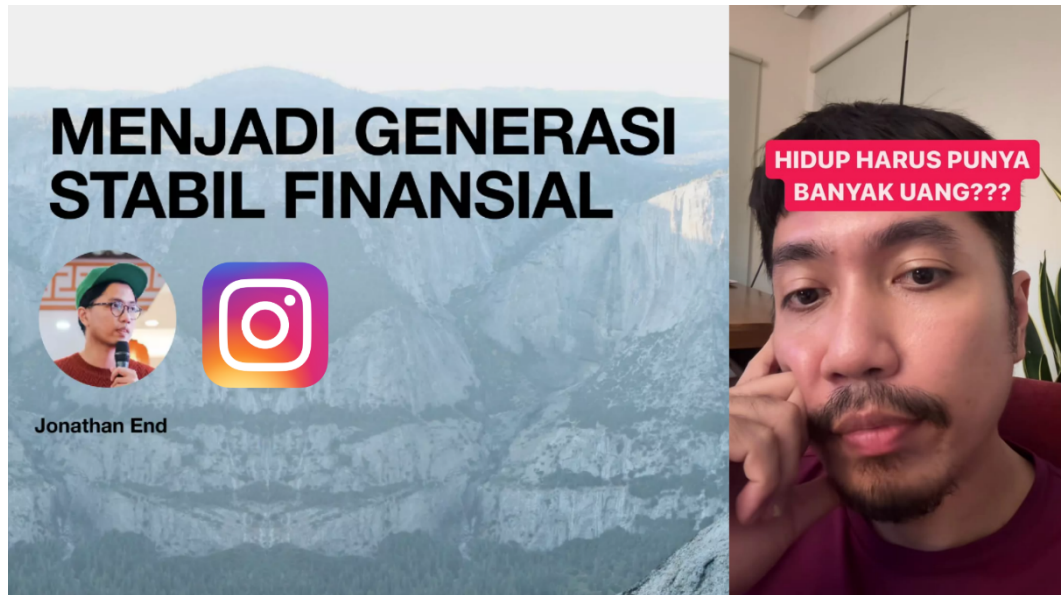 MENJADI GENERASI
STABIL FINANSIAL
Jonathan End
HIDUP HARUS PUNYA
BANYAK UANG???